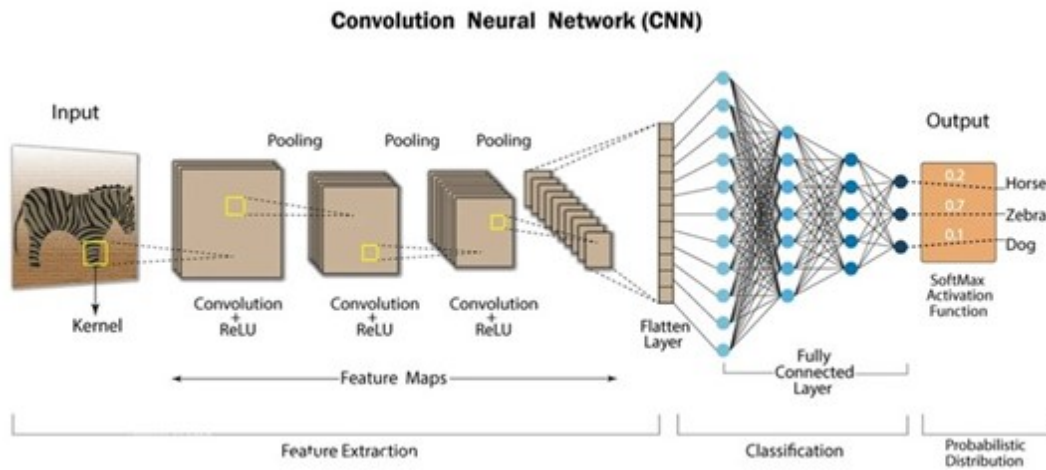 Convolution Neural Network (CNN)
Input
Pooling
Pooling
Pooling
Output
0.2
Horse
0.7
Zebra
0.1
Dog
Kernel
Convolution
+
ReLU
Convolution
+
ReLU
Convolution
+
ReLU
Flatten
Layer
SoftMax
Activation
Function
Fully
Connected
Layer
Feature Maps
Feature Extraction
Classification
Probabilistic
Distribution